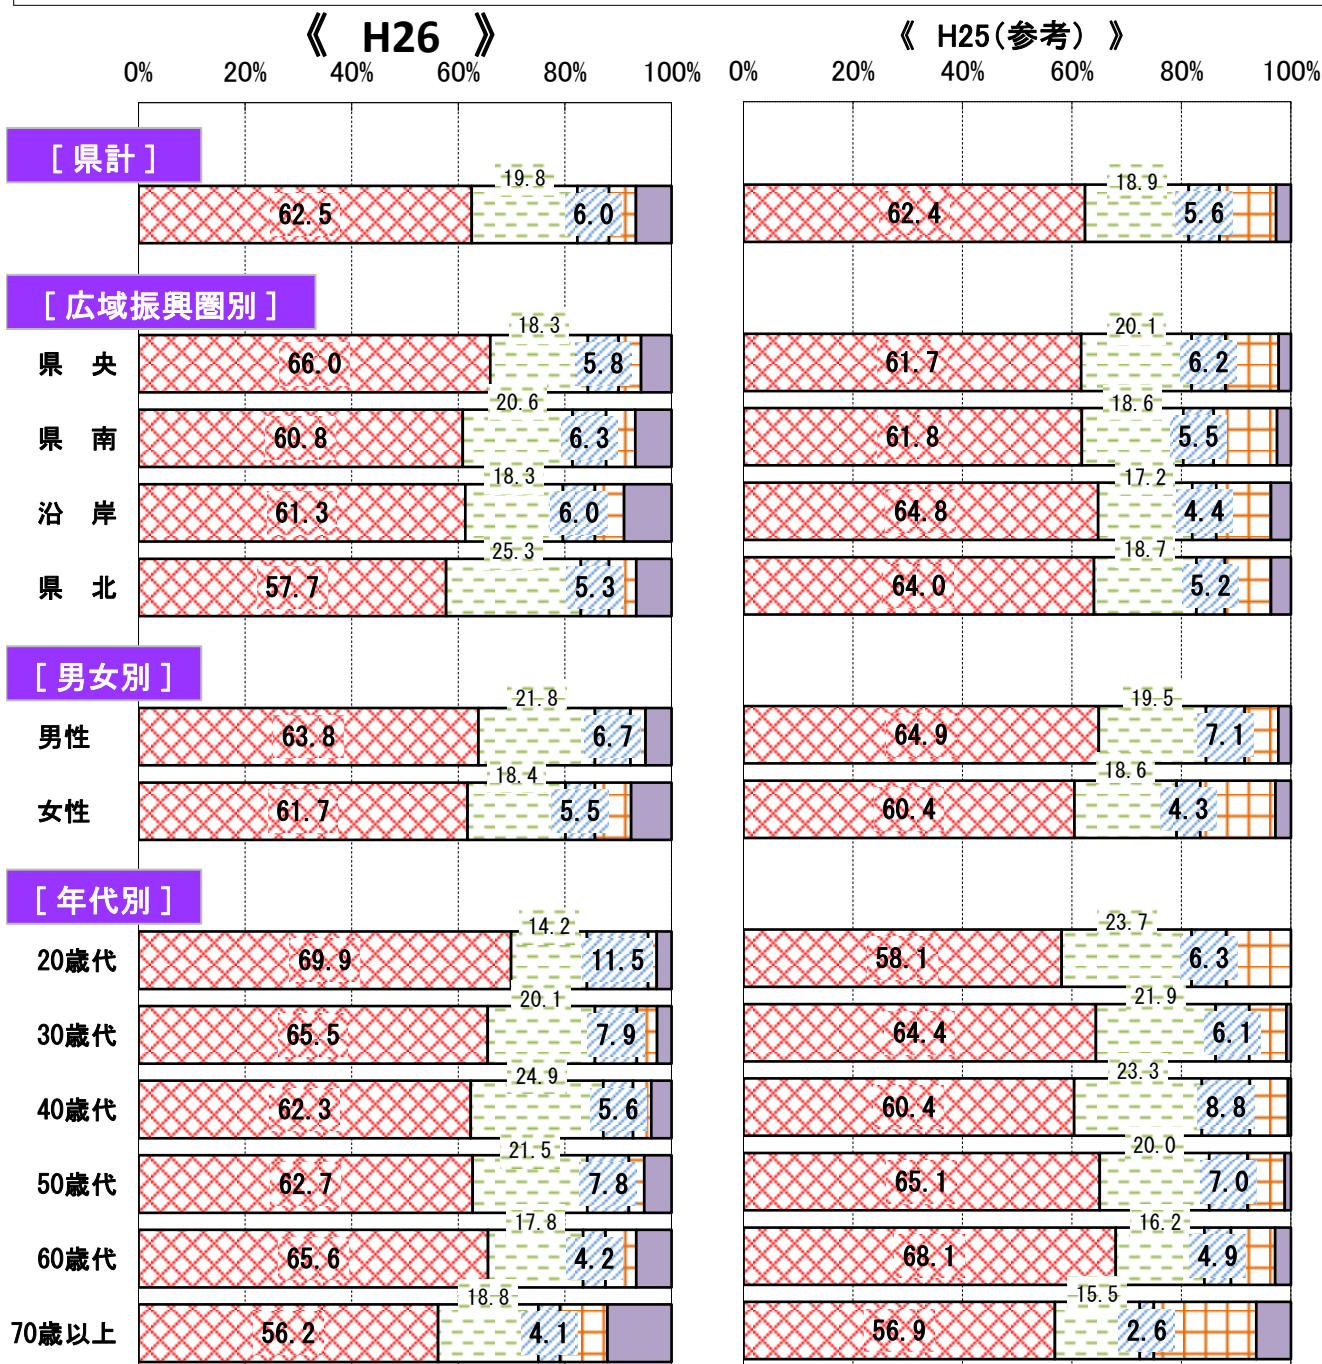 《 H26 》
《 H25(参考) 》
0% 20% 40% 60% 80% 100%
0% 20% 40% 60% 80% 100%
[ 県計 ]
19.8
18.9
62.5 6.0
62.4 5.6
[ 広域振興圏別 ]
18.3
20.1
県 央 66.0 5.8
61.7 6.2
20.6
18.6
県 南 60.8 6.3
61.8 5.5
18.3
17.2
沿 岸 61.3 6.0
64.8 4.4
25.3
18.7
県 北 57.7 5.3
64.0 5.2
[ 男女別 ]
21.8
19.5
男性 63.8 6.7
64.9 7.1
18.4
18.6
女性 61.7 5.5
60.4 4.3
[ 年代別 ]
14.2
23.7
20歳代 69.9 11.5
58.1 6.3
20.1
21.9
30歳代 65.5 7.9
64.4 6.1
24.9
23.3
40歳代 62.3 5.6
60.4 8.8
21.5
20.0
50歳代 62.7 7.8
65.1 7.0
17.8
16.2
60歳代 65.6 4.2
68.1 4.9
18.8
15.5
70歳以上 56.2 4.1
56.9 2.6